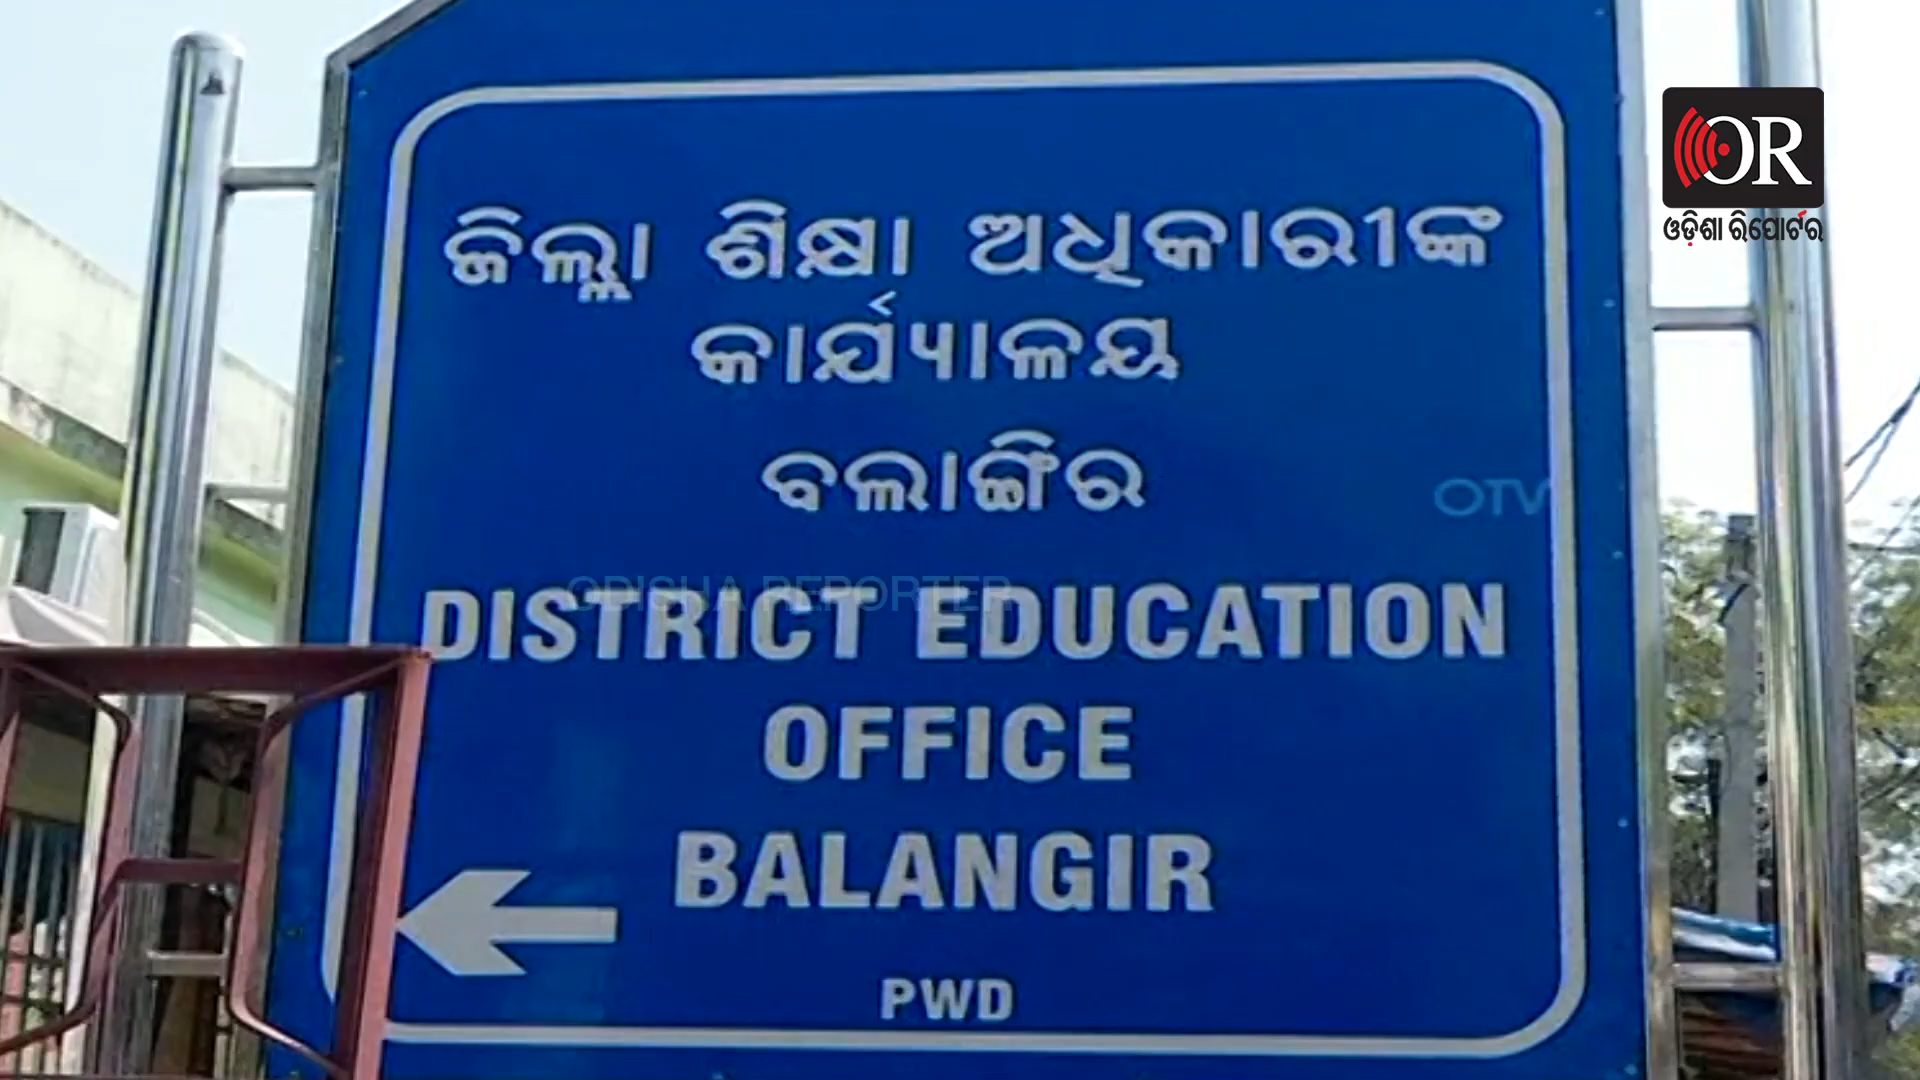 ଜିଲ୍ଲା ଶିକ୍ଷା ଅଧିକାରୀଙ୍କ
କାର୍ଯ୍ୟାଳୟ
ବଲାଙ୍ଗିର
DISTRICT EDUCATION
OFFICE
BALANGIR
PWD
OR
ଓଡ଼ିଶା ରିପୋର୍ଟର
OTV
ODISHA REPORTER